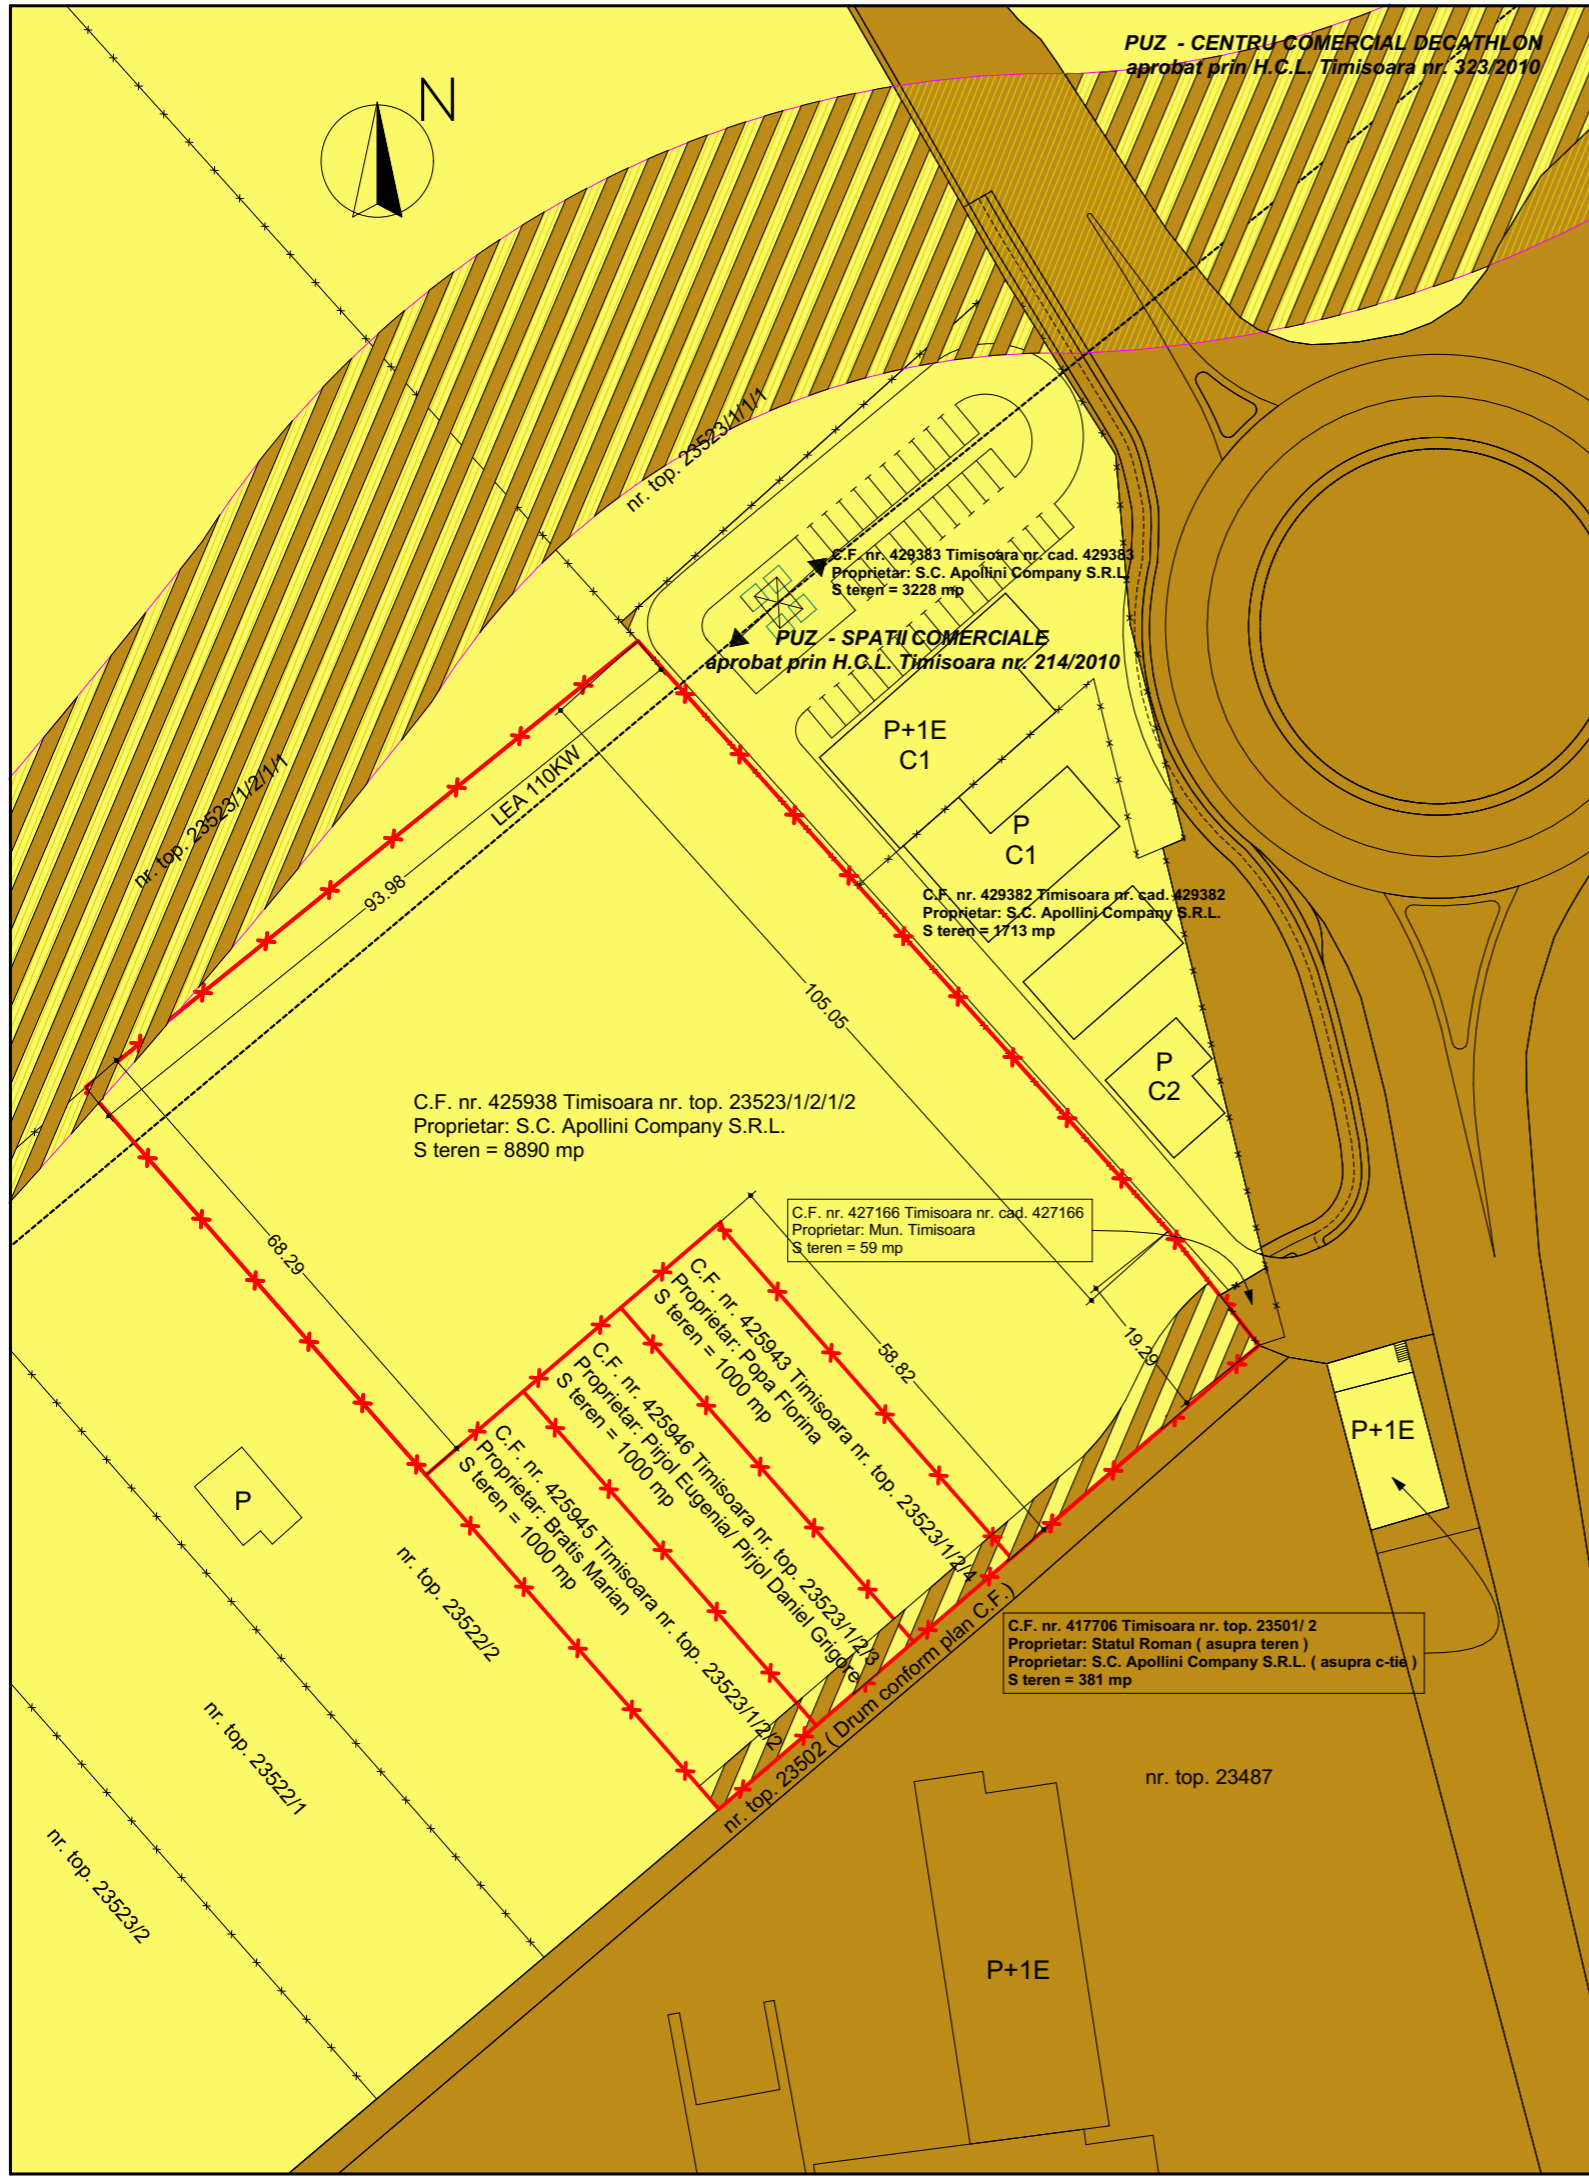 PUZ - CENTRU COMERCIAL DECATHLON
aprobat prin H.C.L. Timisoara nr. 323/2010
N
nr. top. 23523/1/1/1
C.F. nr. 429383 Timisoara nr. cad. 429383
Proprietar: S.C. Apollini Company S.R.L.
S teren = 3228 mp
PUZ - SPATII COMERCIALE
aprobat prin H.C.L. Timisoara nr. 214/2010
P+1E
C1
LEA 110KW
nr. top. 23523/1/2/1/1
93.98
P
C1
C.F. nr. 429382 Timisoara nr. cad. 429382
Proprietar: S.C. Apollini Company S.R.L.
S teren = 1713 mp
105.05
P
C2
C.F. nr. 425938 Timisoara nr. top. 23523/1/2/1/2
Proprietar: S.C. Apollini Company S.R.L.
S teren = 8890 mp
C.F. nr. 427166 Timisoara nr. cad. 427166
Proprietar: Mun. Timisoara
S teren = 59 mp
68.29
58.82
19.29
C.F. nr. 425943 Timisoara nr. top. 23523/1/2/4
Proprietar: Popa Florina
S teren = 1000 mp
C.F. nr. 425946 Timisoara nr. top. 23523/1/2/3
Proprietar: Pirjol Eugenia/ Pirjol Daniel Grigore
S teren = 1000 mp
C.F. nr. 425945 Timisoara nr. top. 23523/1/2/2
Proprietar: Bratis Marian
S teren = 1000 mp
P+1E
P
nr. top. 23522/2
nr. top. 23502 ( Drum conform plan C.F.)
C.F. nr. 417706 Timisoara nr. top. 23501/ 2
Proprietar: Statul Roman ( asupra teren )
Proprietar: S.C. Apollini Company S.R.L. ( asupra c-tie )
S teren = 381 mp
nr. top. 23522/1
nr. top. 23487
nr. top. 23523/2
P+1E